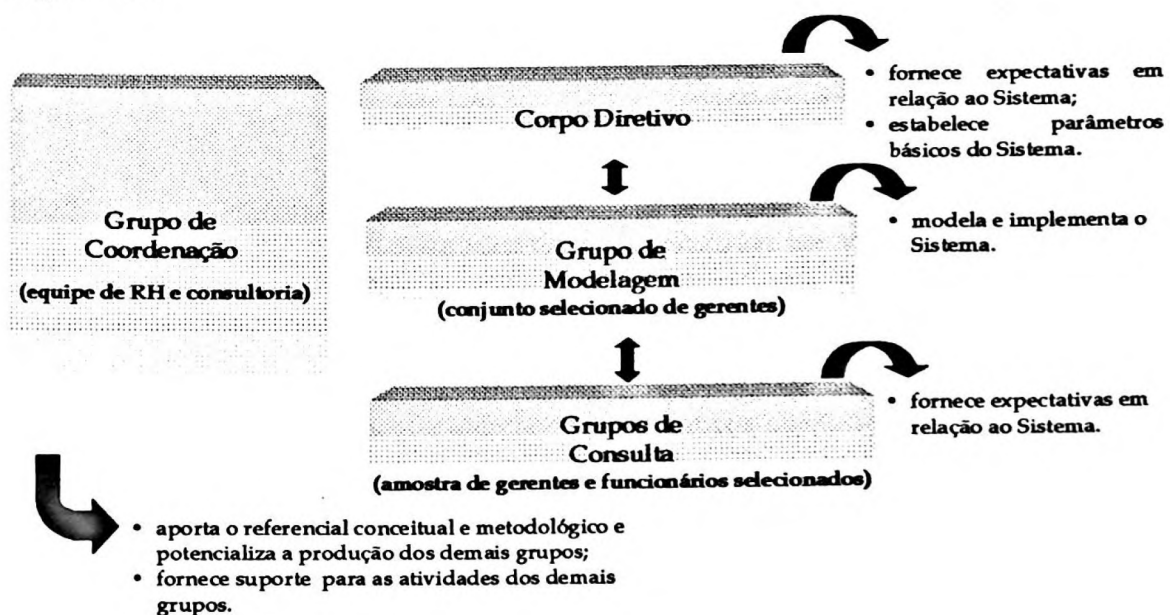 Grupo de
Coordenação
(equipe de RH e consultoria)
Corpo Diretivo
• fornece expectativas em
relação ao Sistema;
• estabelece parâmetros
básicos do Sistema.
Grupo de
Modelagem
(conjunto selecionado de gerentes)
• modela e implementa o
Sistema.
Grupos de
Consulta
(amostra de gerentes e funcionários selecionados)
• fornece expectativas em
relação ao Sistema.
• aporta o referencial conceitual e metodológico e
potencializa a produção dos demais grupos;
• fornece suporte para as atividades dos demais
grupos.